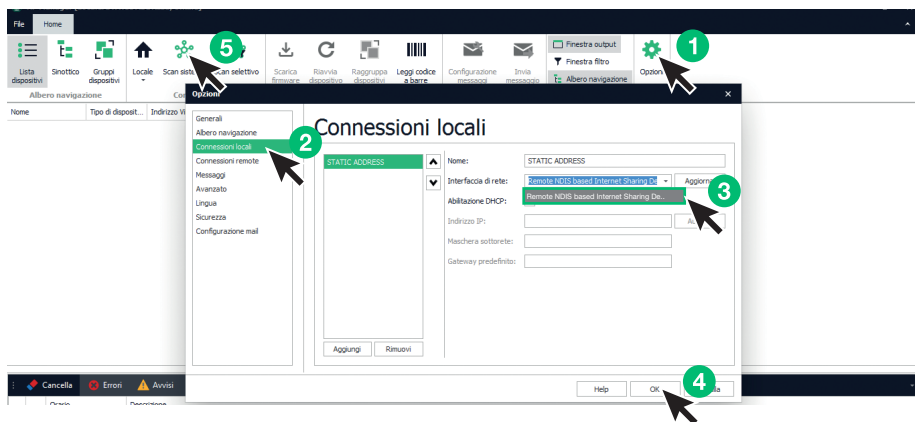 File Home
5 1
Lista dispositivi
Sinottico
Gruppi dispositivi
Locale
Scan
selettivo
Scarica firmware
Riavvia dispositivo
Raggruppa dispositivi
Leggi codice a barre
Configurazione messaggi
Invia messaggio
Finestra output
Finestra filtro
Albero navigazione
Albero navigazione
Nome Tipo di disposit... Indirizzo
Opzioni
Generali
Albero navigazione
Connessioni locali
2
Connessioni remote
Messaggi
Avanzato
Lingua
Sicurezza
Configurazione mail
Connessioni locali
STATIC ADDRESS
Nome: STATIC ADDRESS
Interfaccia di rete: Remote NDIS based Internet Sharing De
Remote NDIS based Internet Sharing De..
3
Abilitazione DHCP:
Indirizzo IP:
Maschera sottorete:
Gateway predefinito:
Aggiungi Rimuovi
Help OK
4
Cancella Errori Avvisi
Orario Descrizione